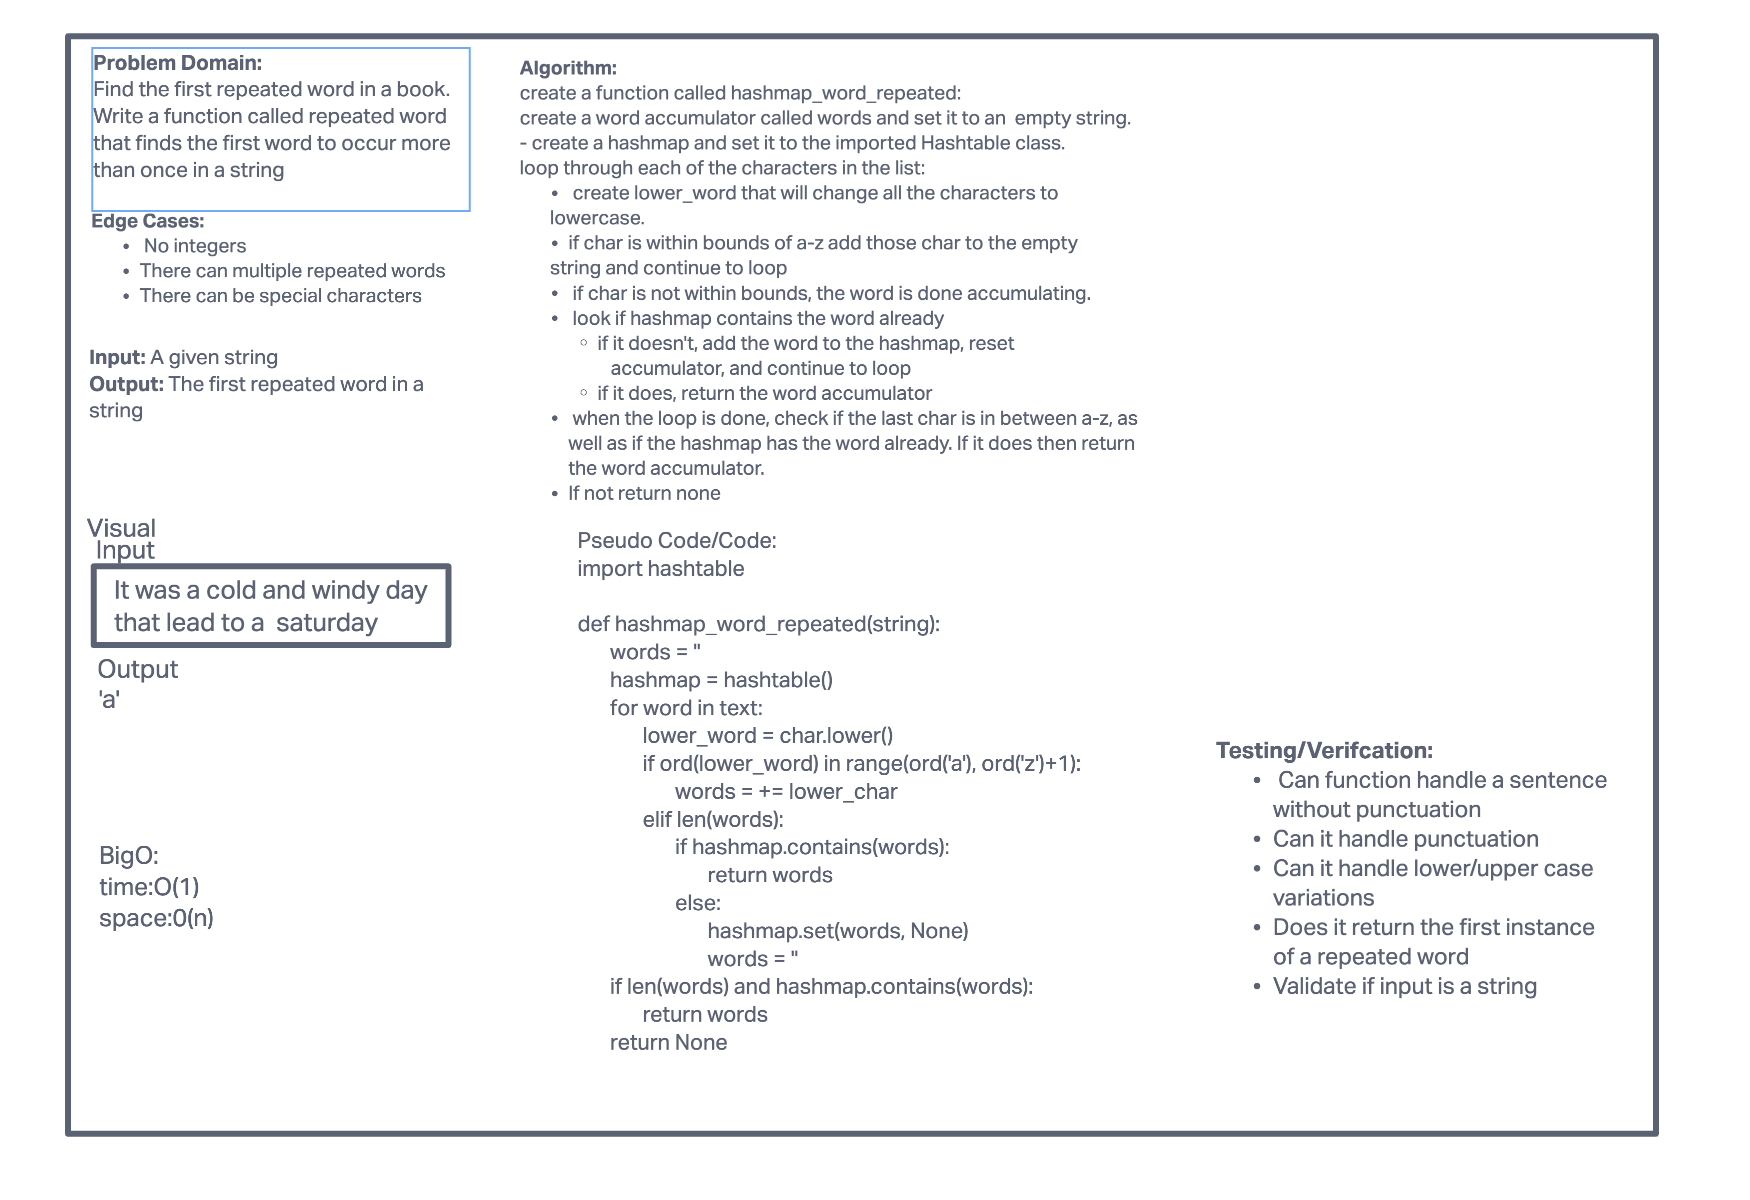 Problem Domain:
Find the first repeated word in a book.
Write a function called repeated word
that finds the first word to occur more
than once in a string
Edge Cases:
• No integers
• There can multiple repeated words
• There can be special characters
Input: A given string
Output: The first repeated word in a
string
Visual
Input
It was a cold and windy day
that lead to a saturday
Output
'a'
BigO:
time:O(1)
space:0(n)
Algorithm:
create a function called hashmap_word_repeated:
create a word accumulator called words and set it to an empty string.
- create a hashmap and set it to the imported Hashtable class.
loop through each of the characters in the list:
• create lower_word that will change all the characters to
lowercase.
• if char is within bounds of a-z add those char to the empty
string and continue to loop
• if char is not within bounds, the word is done accumulating.
• look if hashmap contains the word already
◦ if it doesn't, add the word to the hashmap, reset
accumulator, and continue to loop
◦ if it does, return the word accumulator
• when the loop is done, check if the last char is in between a-z, as
well as if the hashmap has the word already. If it does then return
the word accumulator.
• If not return none
Pseudo Code/Code:
import hashtable
def hashmap_word_repeated(string):
words = ''
hashmap = hashtable()
for word in text:
lower_word = char.lower()
if ord(lower_word) in range(ord('a'), ord('z')+1):
words = += lower_char
elif len(words):
if hashmap.contains(words):
return words
else:
hashmap.set(words, None)
words = ''
if len(words) and hashmap.contains(words):
return words
return None
Testing/Verifcation:
• Can function handle a sentence
without punctuation
• Can it handle punctuation
• Can it handle lower/upper case
variations
• Does it return the first instance
of a repeated word
• Validate if input is a string